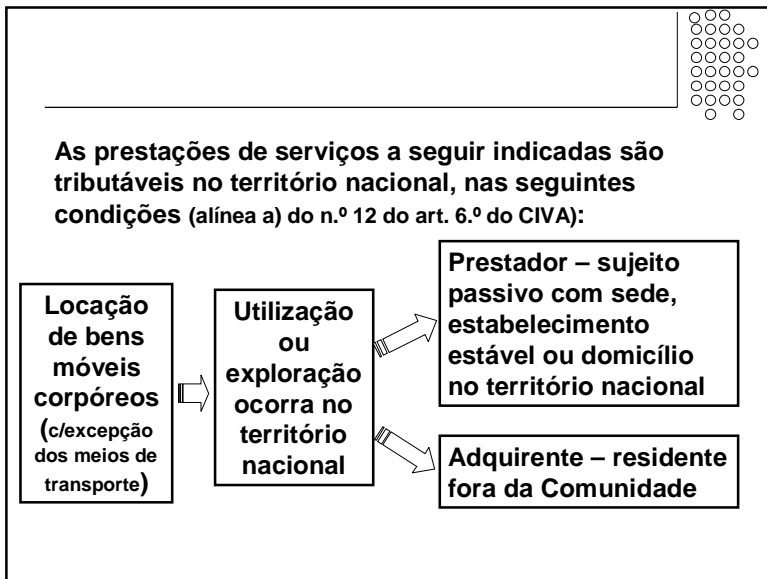 As prestações de serviços a seguir indicadas são
tributáveis no território nacional, nas seguintes
condições (alínea a) do n.º 12 do art. 6.º do CIVA):
Locação
de bens
móveis
corpóreos
(c/excepção
dos meios de
transporte)
Utilização
ou
exploração
ocorra no
território
nacional
Prestador – sujeito
passivo com sede,
estabelecimento
estável ou domicílio
no território nacional
Adquirente – residente
fora da Comunidade